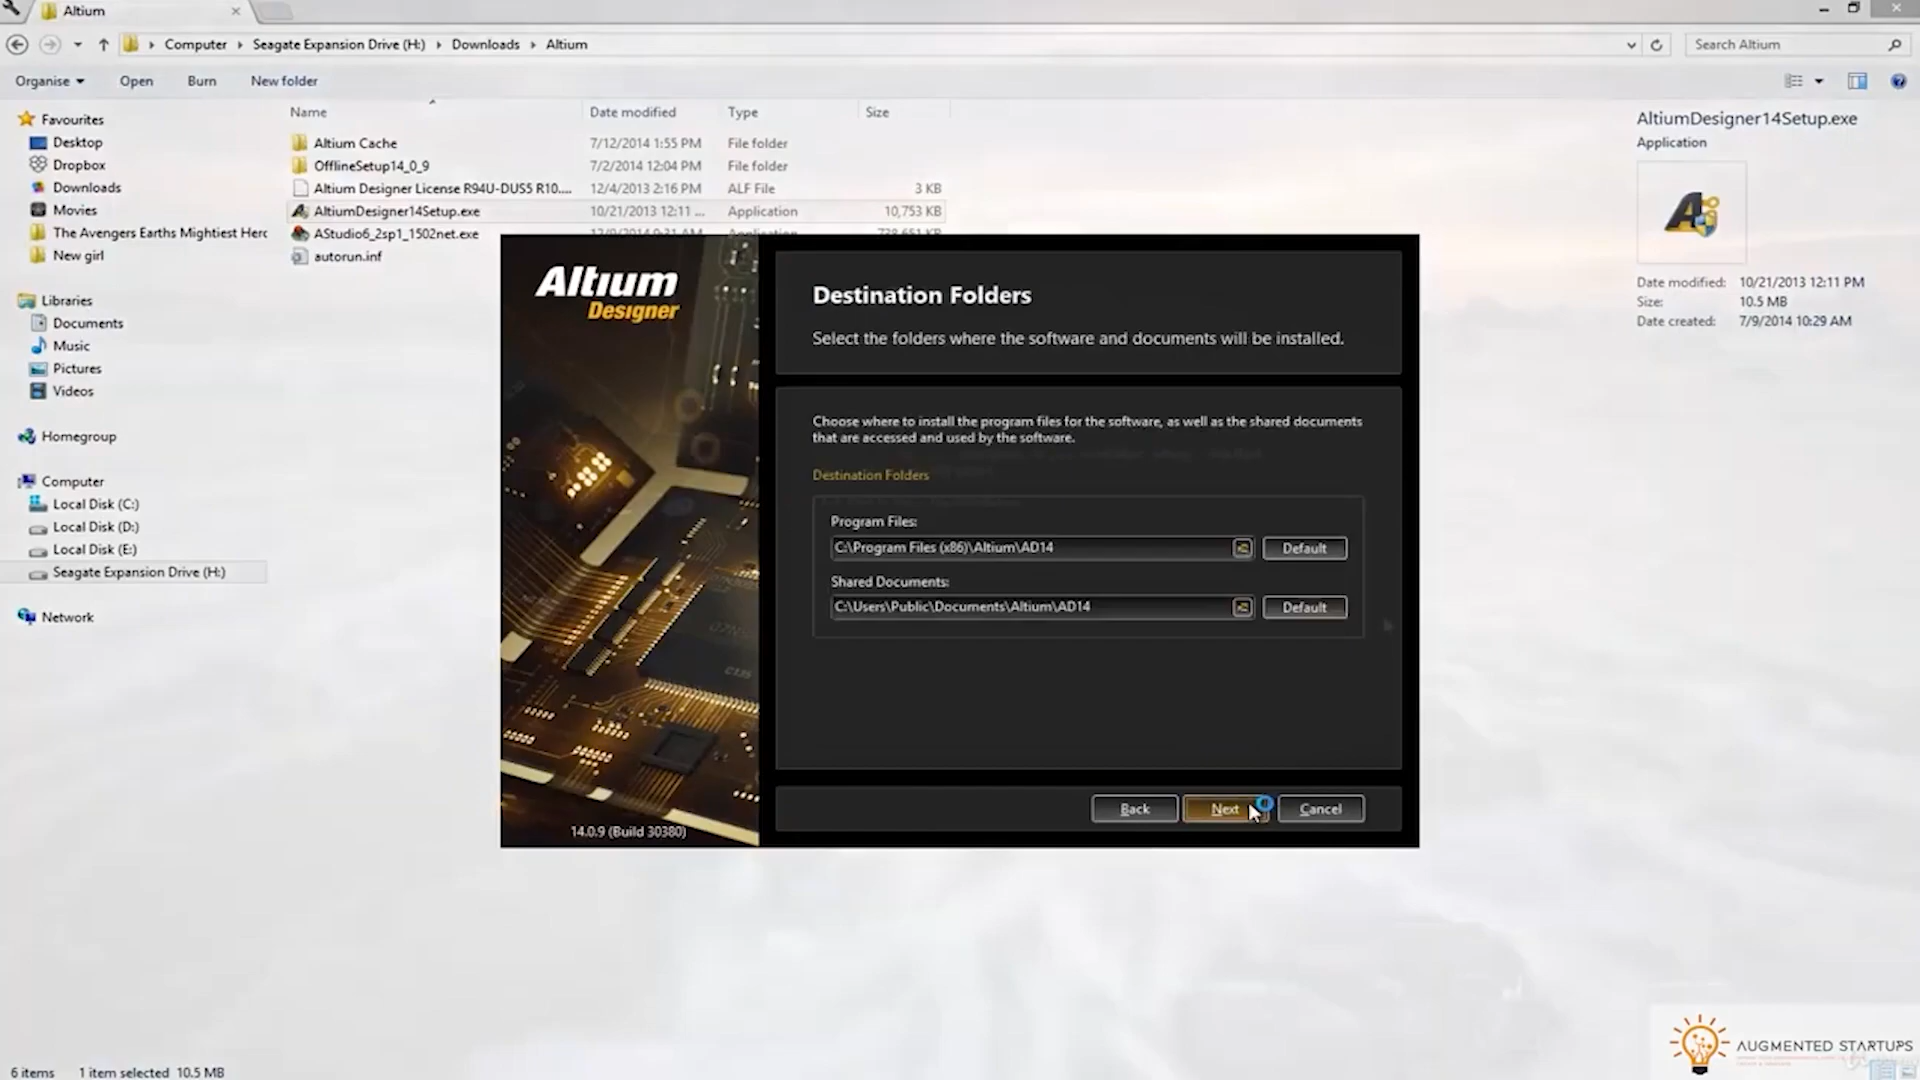 Altium
Computer Seagate Expansion Drive (H:) Downloads Altium
Search Altium
Organise Open Burn New folder
Name Date modified Type Size
Favourites
Desktop
Dropbox
Downloads
Movies
The Avengers Earths Mightiest Herc
New girl
Libraries
Documents
Music
Pictures
Videos
Homegroup
Computer
Local Disk (C:)
Local Disk (D:)
Local Disk (E:)
Seagate Expansion Drive (H:)
Network
Altium Cache 7/12/2014 1:55 PM File folder
OfflineSetup14_0_9 7/2/2014 12:04 PM File folder
Altium Designer License R94U-DUS5 R10.... 12/4/2013 2:16 PM ALF File 3 KB
AltiumDesigner14Setup.exe 10/21/2013 12:11 ... Application 10,753 KB
AStudio6_2sp1_1502net.exe 12/9/2014 9:31 AM Application 738,651 KB
autorun.inf
AltiumDesigner14Setup.exe
Application
Date modified: 10/21/2013 12:11 PM
Size: 10.5 MB
Date created: 7/9/2014 10:29 AM
Altium
Designer
14.0.9 (Build 30380)
Destination Folders
Select the folders where the software and documents will be installed.
Choose where to install the program files for the software, as well as the shared documents
that are accessed and used by the software.
Destination Folders
Program Files:
C:\Program Files (x86)\Altium\AD14 Default
Shared Documents:
C:\Users\Public\Documents\Altium\AD14 Default
Back Next Cancel
AUGMENTED STARTUPS
6 items 1 item selected 10.5 MB